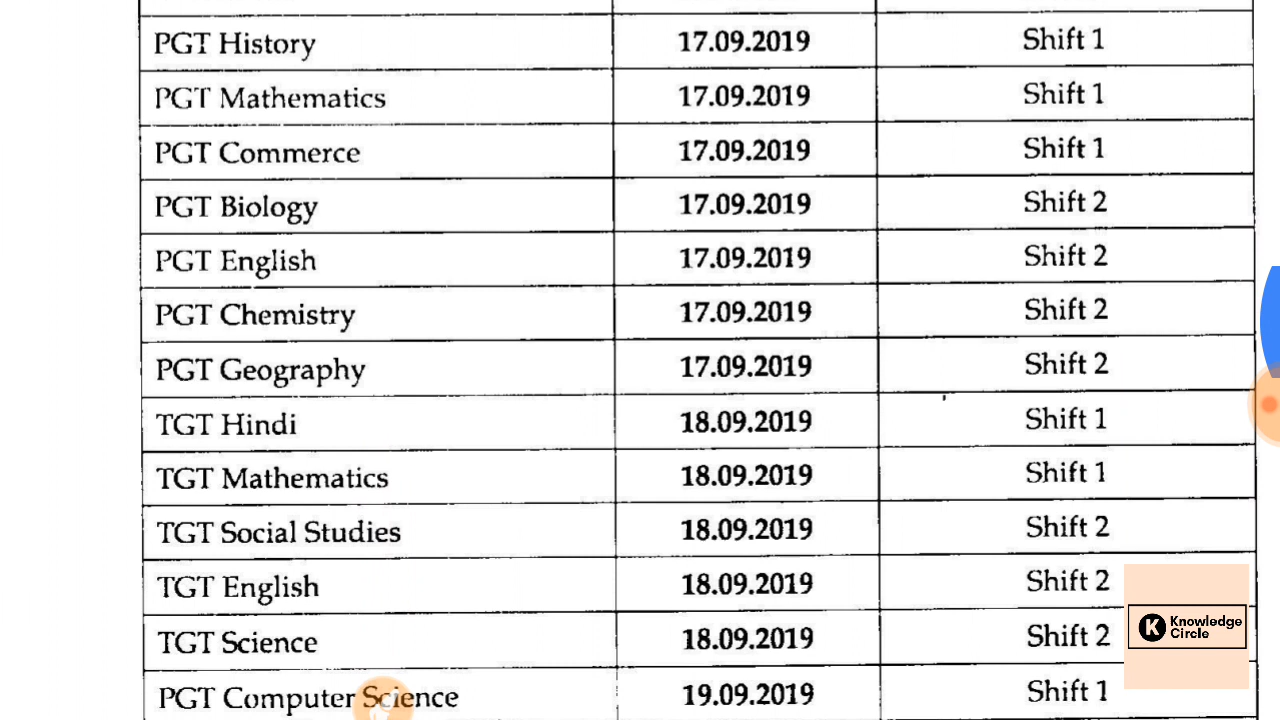 PGT History 17.09.2019 Shift 1
PGT Mathematics 17.09.2019 Shift 1
PGT Commerce 17.09.2019 Shift 1
PGT Biology 17.09.2019 Shift 2
PGT English 17.09.2019 Shift 2
PGT Chemistry 17.09.2019 Shift 2
PGT Geography 17.09.2019 Shift 2
TGT Hindi 18.09.2019 Shift 1
TGT Mathematics 18.09.2019 Shift 1
TGT Social Studies 18.09.2019 Shift 2
TGT English 18.09.2019 Shift 2
TGT Science 18.09.2019 Shift 2
K Knowledge
Circle
PGT Computer Science 19.09.2019 Shift 1